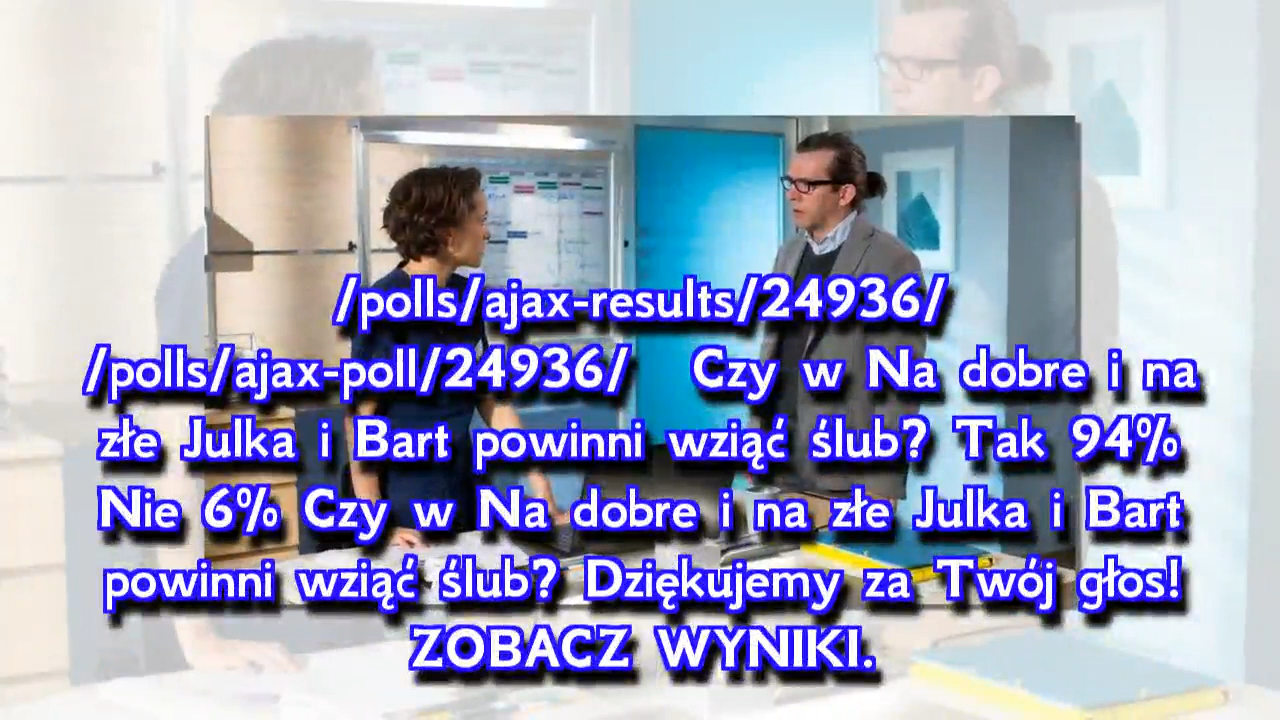 /polls/ajax-results/24936/
/polls/ajax-poll/24936/ Czy w Na dobre i na
złe Julka i Bart powinni wziąć ślub? Tak 94%
Nie 6% Czy w Na dobre i na złe Julka i Bart
powinni wziąć ślub? Dziękujemy za Twój głos!
ZOBACZ WYNIKI.